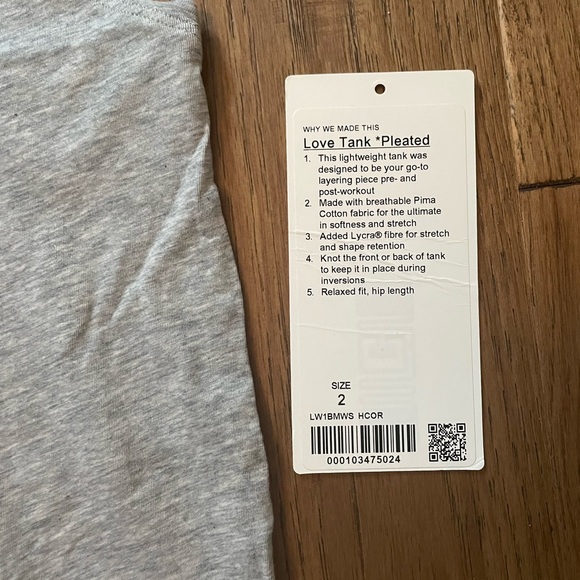 WHY WE MADE THIS
Love Tank *Pleated
1. This lightweight tank was
designed to be your go-to
layering piece pre- and
post-workout
2. Made with breathable Pima
Cotton fabric for the ultimate
in softness and stretch
3. Added Lycra® fibre for stretch
and shape retention
4. Knot the front or back of tank
to keep it in place during
inversions
5. Relaxed fit, hip length
SIZE
2
LW1BMWS HCOR
000103475024